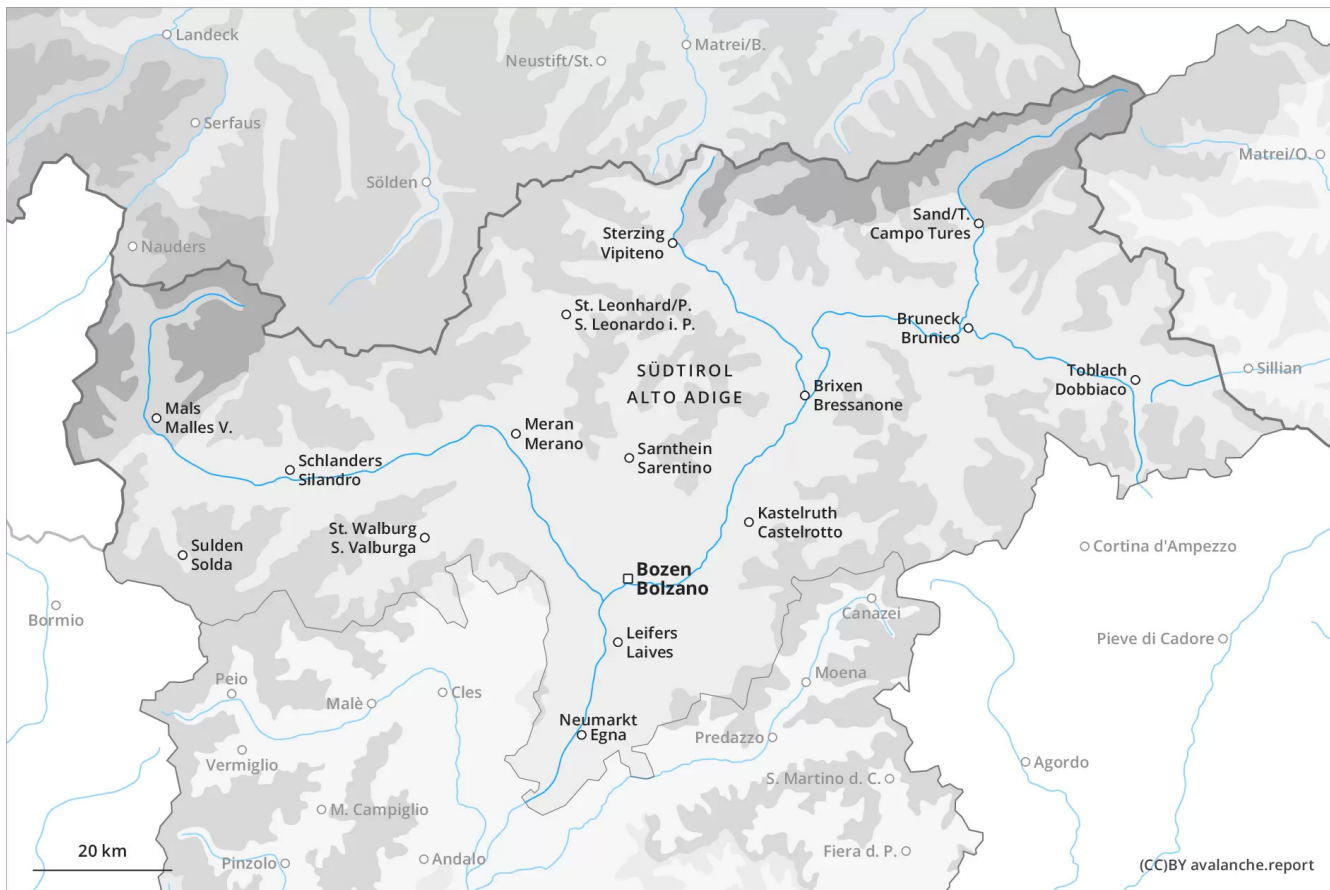 Landeck
Matrei/B.
Neustift/St.
Serfaus
Matrei/O.
Sölden
Sand/T.
Campo Tures
Sterzing
Vipiteno
Nauders
St. Leonhard/P.
S. Leonardo i. P.
Bruneck
Brunico
SÜDTIROL
ALTO ADIGE
Toblach
Dobbiaco
Sillian
Brixen
Bressanone
Mals
Malles V.
Meran
Merano
Sarnthein
Sarentino
Schlanders
Silandro
Kastelruth
Castelrotto
St. Walburg
S. Valburga
Sulden
Solda
Cortina d'Ampezzo
Bozen
Bolzano
Bormio
Canazei
Leifers
Laives
Pieve di Cadore
Peio
Moena
Cles
Malè
Neumarkt
Egna
Predazzo
Vermiglio
Agordo
S. Martino d. C.
M. Campiglio
20 km
Pinzolo
Andalo
Fiera d. P.
(CC)BY avalanche.report